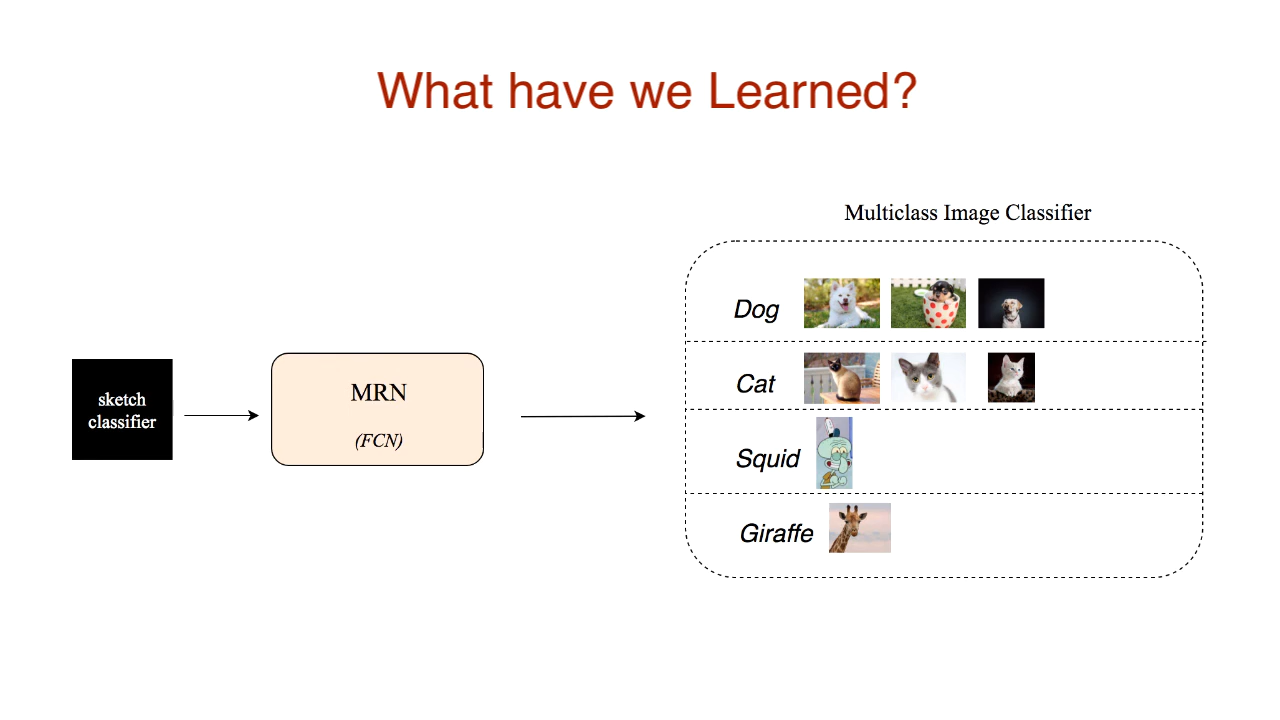 What have we Learned?
Multiclass Image Classifier
sketch
classifier
MRN
(FCN)
Dog
Cat
Squid
Giraffe